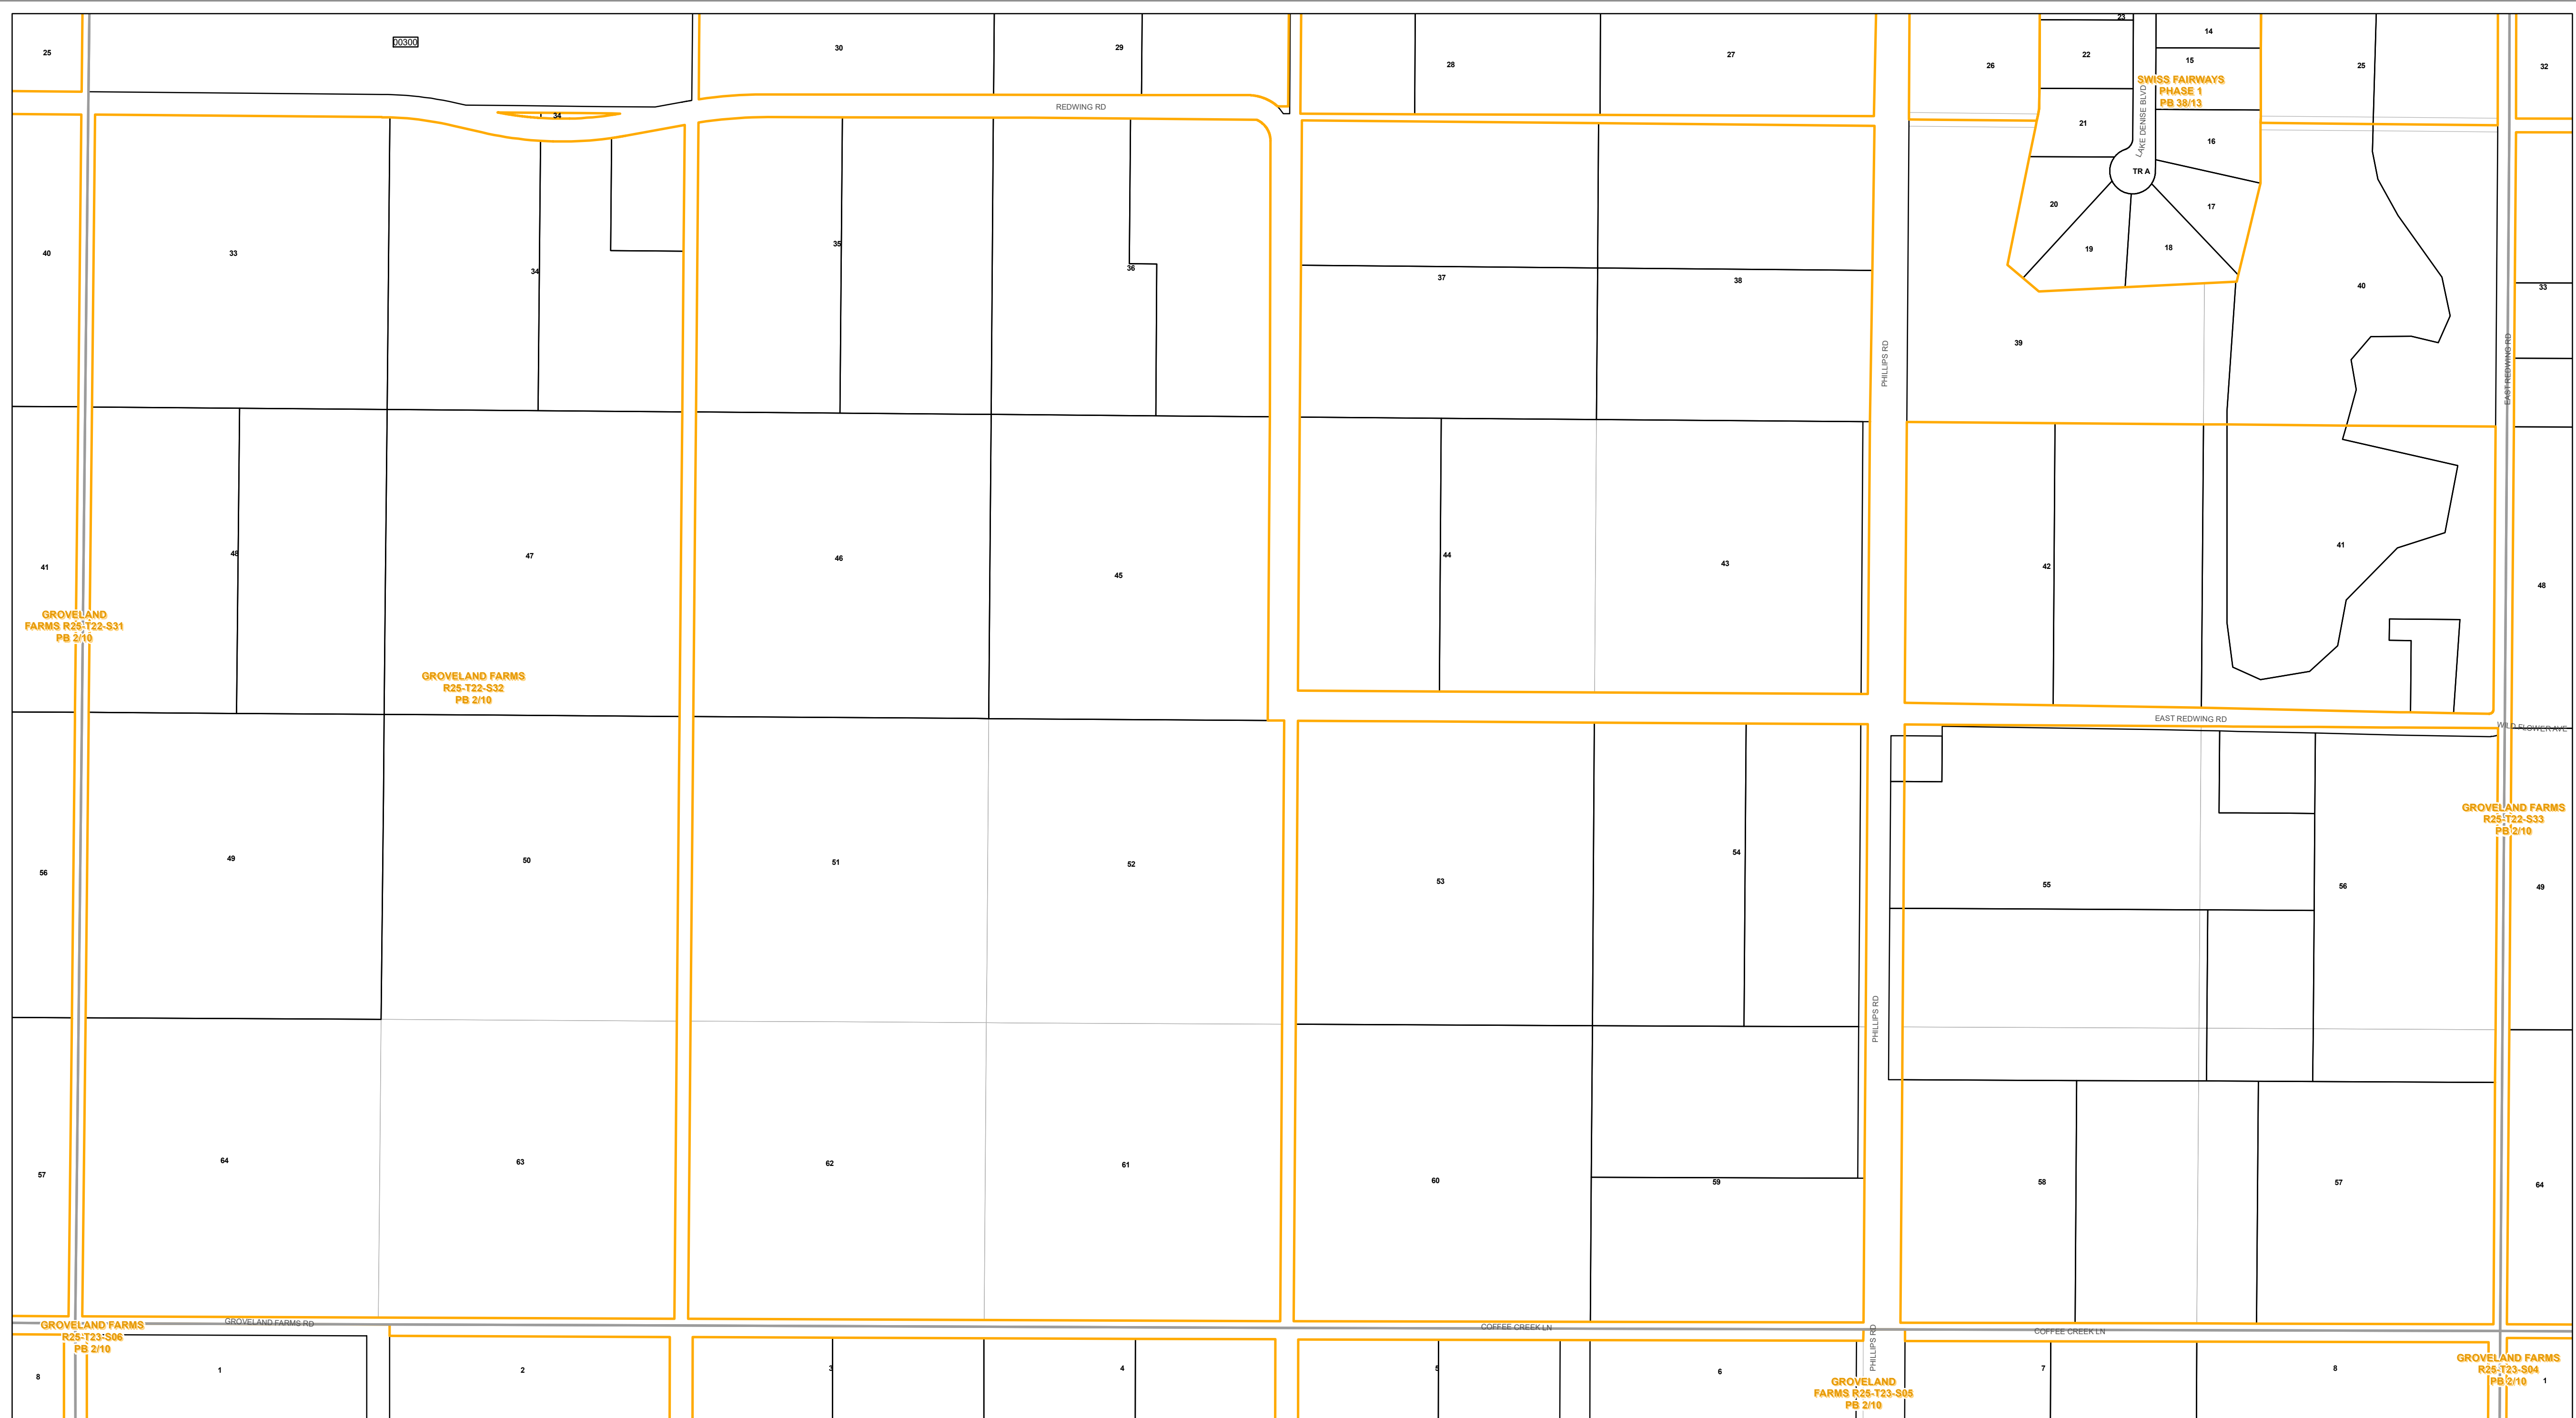 25
00300
30
29
28
27
26
23
22
14
15
25
32
SWISS FAIRWAYS
PHASE 1
PB 38/13
LAKE DENISE BLVD
REDWING RD
34
21
16
TR A
20
17
19
18
40
33
34
35
36
37
38
39
40
33
PHILLIPS RD
EAST REDWING RD
41
48
47
46
45
44
43
42
41
48
GROVELAND
FARMS R25-T22-S31
PB 2/10
GROVELAND FARMS
R25-T22-S32
PB 2/10
EAST REDWING RD
WILD FLOWER AVE
GROVELAND FARMS
R25-T22-S33
PB 2/10
56
49
50
51
52
53
54
55
56
49
PHILLIPS RD
57
64
63
62
61
60
59
58
57
64
GROVELAND FARMS RD
COFFEE CREEK LN
COFFEE CREEK LN
GROVELAND FARMS
R25-T23-S06
PB 2/10
PHILLIPS RD
8
1
2
3
4
5
6
7
8
1
GROVELAND
FARMS R25-T23-S05
PB 2/10
GROVELAND FARMS
R25-T23-S04
PB 2/10